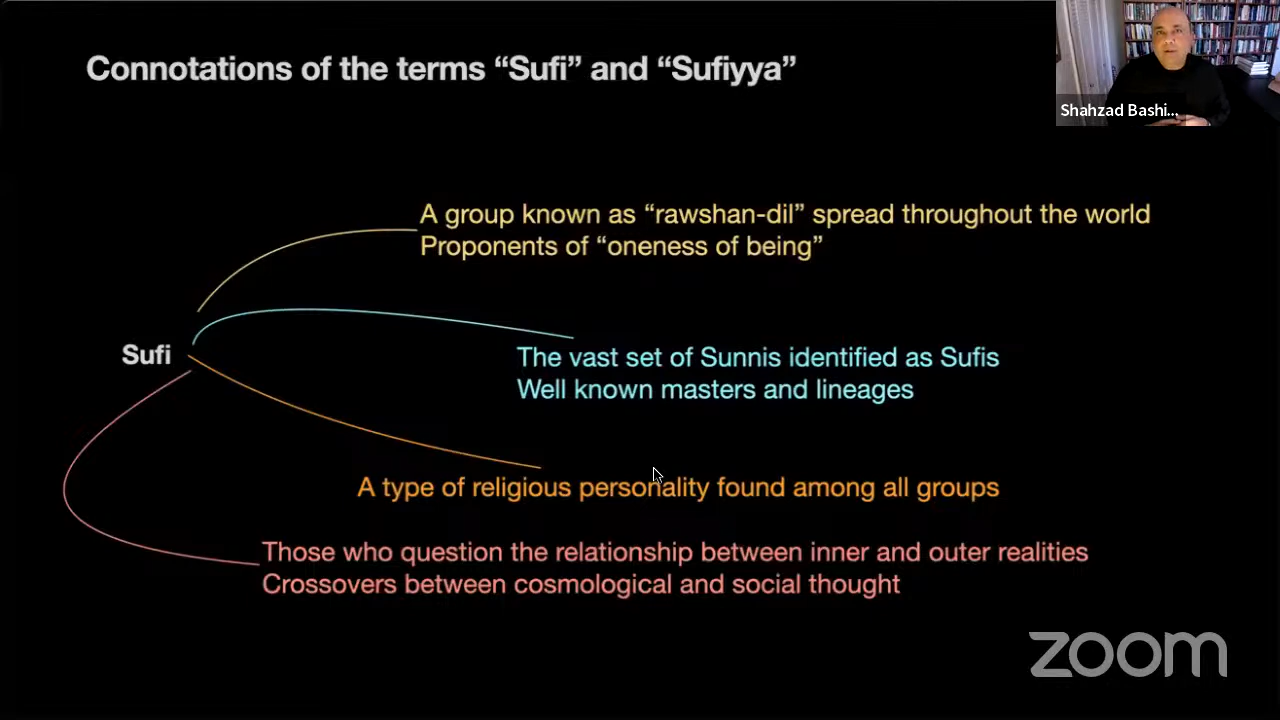 Connotations of the terms “Sufi” and “Sufiyya”
Shahzad Bashi...
A group known as “rawshan-dil” spread throughout the world
Proponents of “oneness of being”
Sufi
The vast set of Sunnis identified as Sufis
Well known masters and lineages
A type of religious personality found among all groups
Those who question the relationship between inner and outer realities
Crossovers between cosmological and social thought
zoom